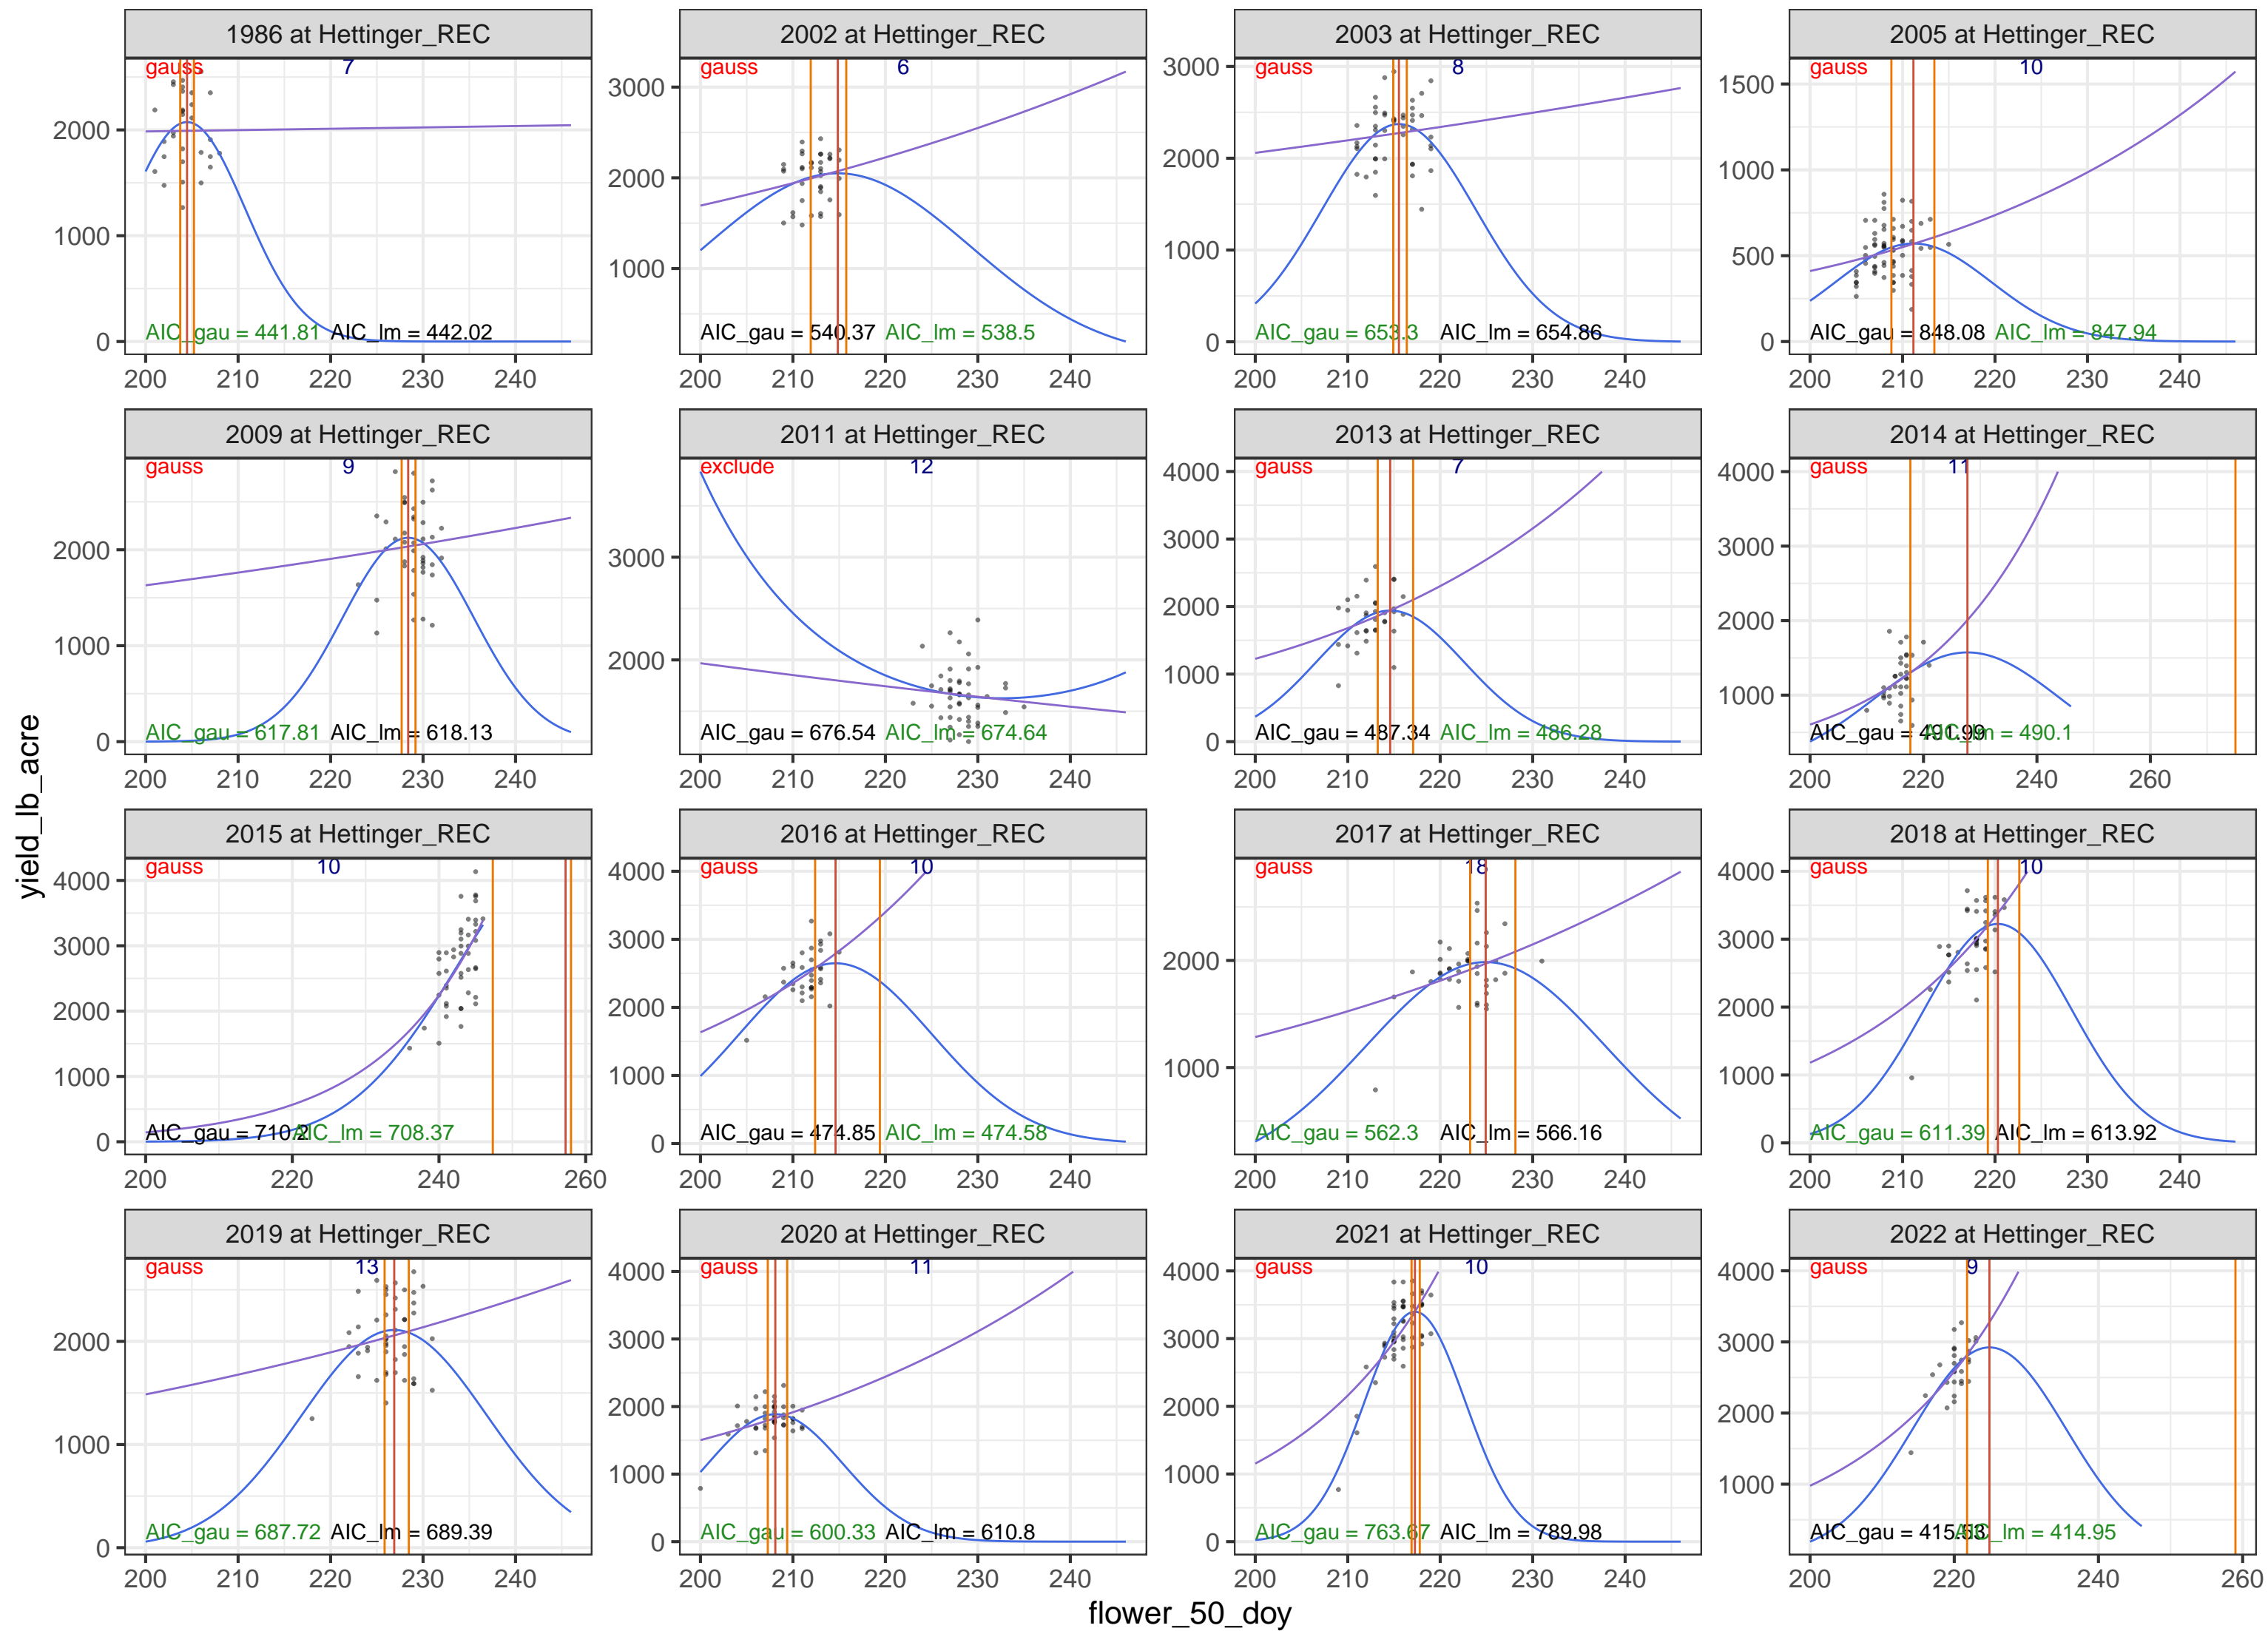 1986 at Hettinger_REC
2002 at Hettinger_REC
2003 at Hettinger_REC
2005 at Hettinger_REC
gauss 7
gauss 6
gauss 8
gauss 10
2000
1000
0
3000
2000
1000
3000
2000
1000
0
1500
1000
500
0
AIC_gau = 441.81 AIC_lm = 442.02
AIC_gau = 540.37 AIC_lm = 538.5
AIC_gau = 653.3 AIC_lm = 654.86
AIC_gau = 848.08 AIC_lm = 847.94
200 210 220 230 240
200 210 220 230 240
200 210 220 230 240
200 210 220 230 240
2009 at Hettinger_REC
2011 at Hettinger_REC
2013 at Hettinger_REC
2014 at Hettinger_REC
gauss 9
exclude 12
gauss 7
gauss 11
2000
1000
0
3000
2000
4000
3000
2000
1000
0
4000
3000
2000
1000
AIC_gau = 617.81 AIC_lm = 618.13
AIC_gau = 676.54 AIC_lm = 674.64
AIC_gau = 487.34 AIC_lm = 486.28
AIC_gau = 491.99 AIC_lm = 490.1
200 210 220 230 240
200 210 220 230 240
200 210 220 230 240
200 220 240 260
yield_lb_acre
2015 at Hettinger_REC
2016 at Hettinger_REC
2017 at Hettinger_REC
2018 at Hettinger_REC
gauss 10
gauss 10
gauss 18
gauss 10
4000
3000
2000
1000
0
4000
3000
2000
1000
0
2000
1000
4000
3000
2000
1000
0
AIC_gau = 710.2 AIC_lm = 708.37
AIC_gau = 474.85 AIC_lm = 474.58
AIC_gau = 562.3 AIC_lm = 566.16
AIC_gau = 611.39 AIC_lm = 613.92
200 220 240 260
200 210 220 230 240
200 210 220 230 240
200 210 220 230 240
2019 at Hettinger_REC
2020 at Hettinger_REC
2021 at Hettinger_REC
2022 at Hettinger_REC
gauss 13
gauss 11
gauss 10
gauss 9
2000
1000
0
4000
3000
2000
1000
0
4000
3000
2000
1000
0
4000
3000
2000
1000
AIC_gau = 687.72 AIC_lm = 689.39
AIC_gau = 600.33 AIC_lm = 610.8
AIC_gau = 763.67 AIC_lm = 789.98
AIC_gau = 415.53 AIC_lm = 414.95
200 210 220 230 240
200 210 220 230 240
200 210 220 230 240
200 220 240 260
flower_50_doy